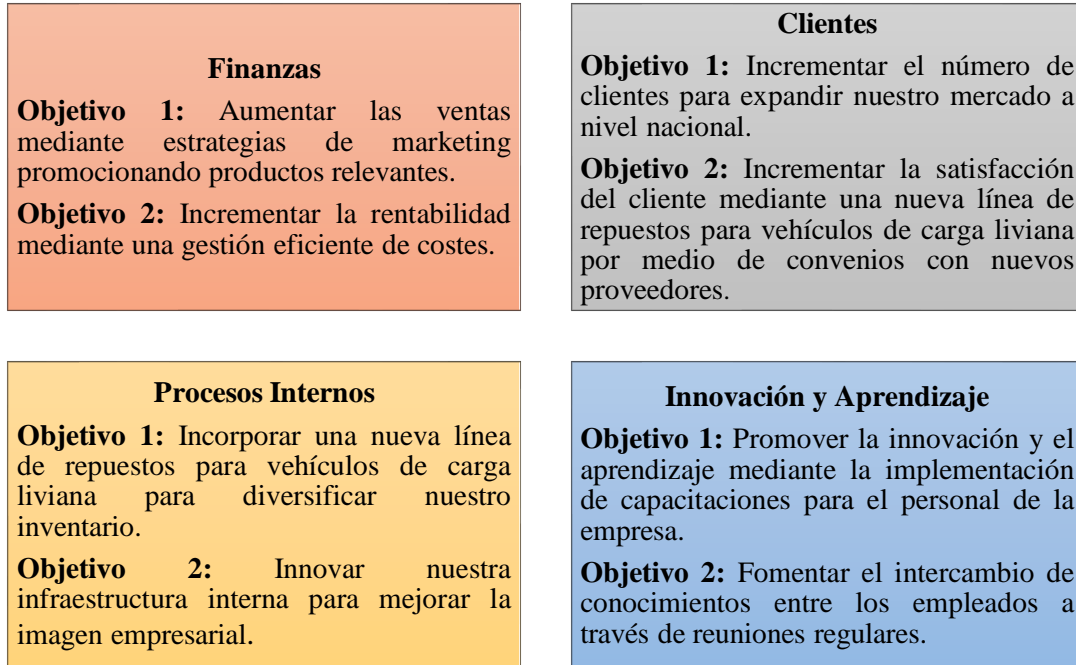 Finanzas
Objetivo 1: Aumentar las ventas
mediante estrategias de marketing
promocionando productos relevantes.
Objetivo 2: Incrementar la rentabilidad
mediante una gestión eficiente de costes.
Clientes
Objetivo 1: Incrementar el número de
clientes para expandir nuestro mercado a
nivel nacional.
Objetivo 2: Incrementar la satisfacción
del cliente mediante una nueva línea de
repuestos para vehículos de carga liviana
por medio de convenios con nuevos
proveedores.
Procesos Internos
Objetivo 1: Incorporar una nueva línea
de repuestos para vehículos de carga
liviana para diversificar nuestro
inventario.
Objetivo 2: Innovar nuestra
infraestructura interna para mejorar la
imagen empresarial.
Innovación y Aprendizaje
Objetivo 1: Promover la innovación y el
aprendizaje mediante la implementación
de capacitaciones para el personal de la
empresa.
Objetivo 2: Fomentar el intercambio de
conocimientos entre los empleados a
través de reuniones regulares.